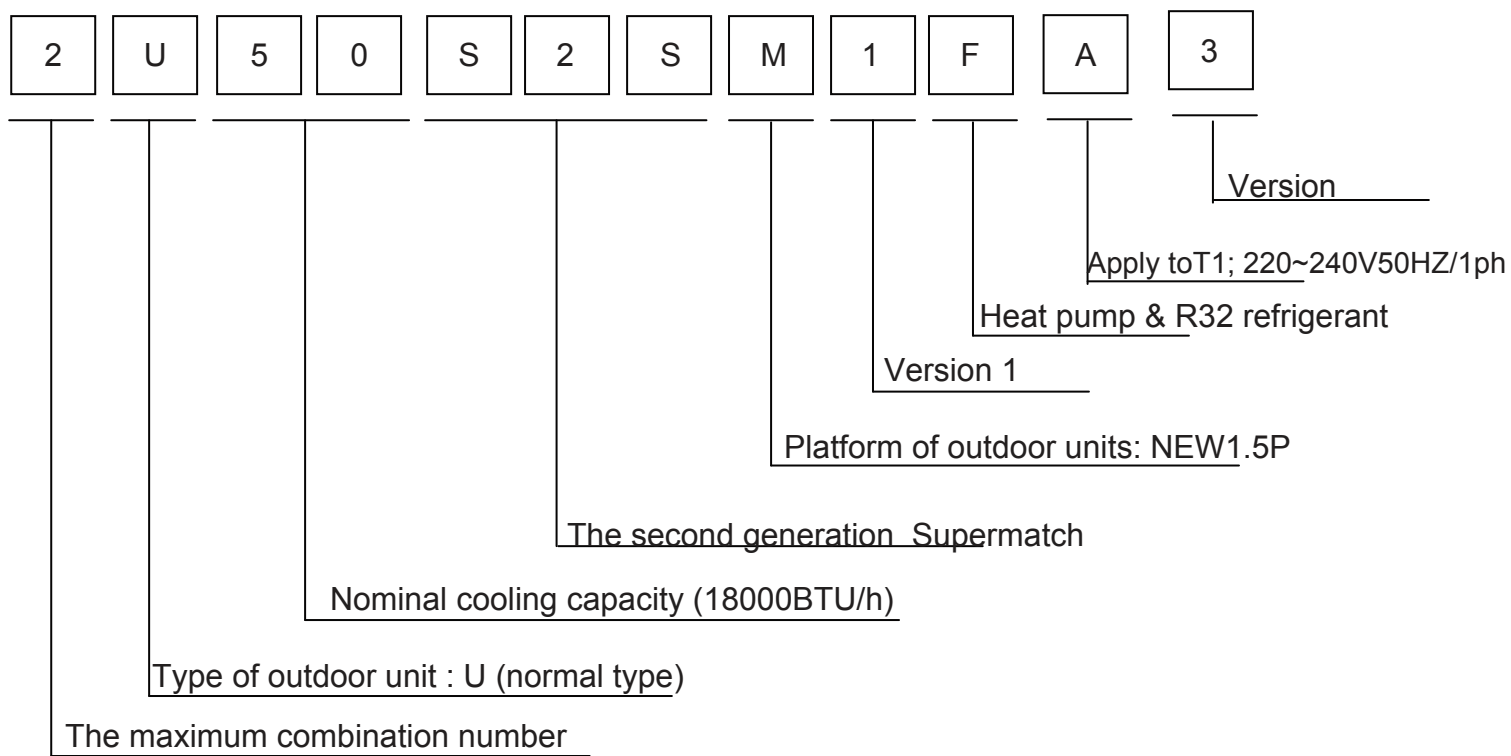 2 U 5 0 S 2 S M 1 F A 3
Version
Apply toT1; 220~240V50HZ/1ph
Heat pump & R32 refrigerant
Version 1
Platform of outdoor units: NEW1.5P
The second generation  Supermatch
Nominal cooling capacity (18000BTU/h)
Type of outdoor unit : U (normal type)
The maximum combination number